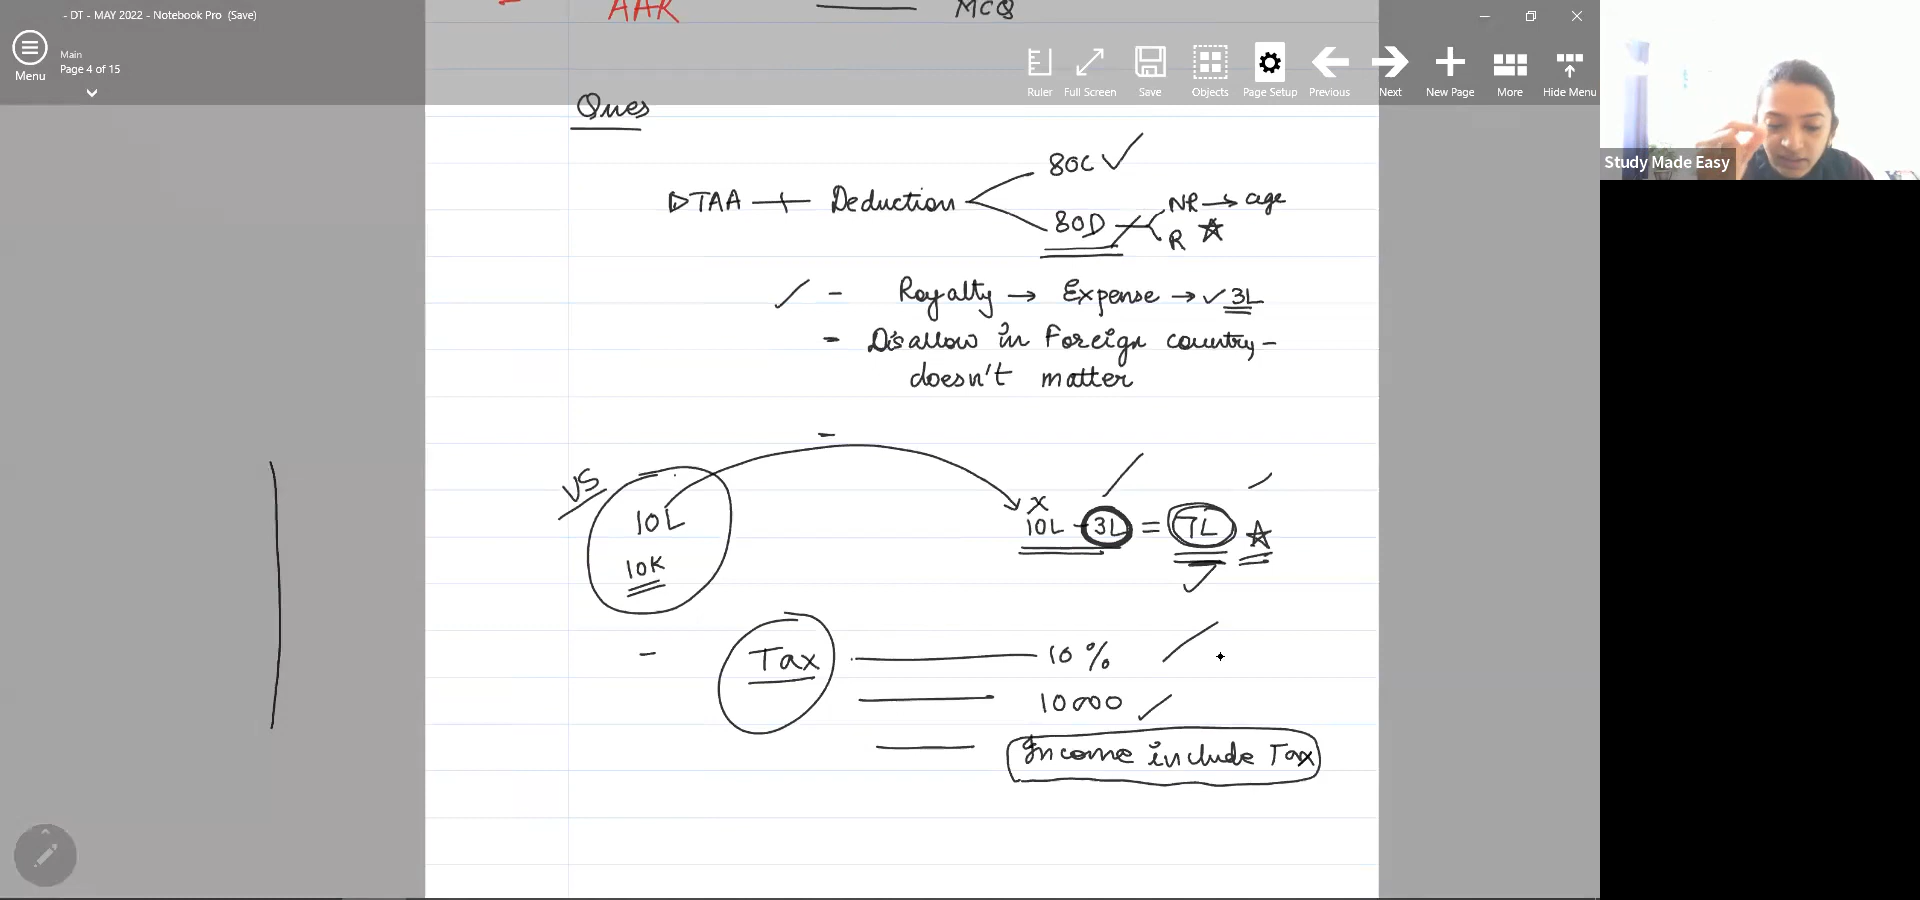 - DT - MAY 2022 - Notebook Pro (Save)
AAR MCQ
Menu
Main
Page 4 of 15
Ruler Full Screen Save Objects Page Setup Previous Next New Page More Hide Menu
Study Made Easy
Ques
80C
DTAA Deduction
80D NR → age
R
- Royalty → Expense → 3L
- Disallow in Foreign country -
doesn't matter
US
10L
10K
x
10L - 3L = 7L
- Tax 10%
10000
Income include Tax